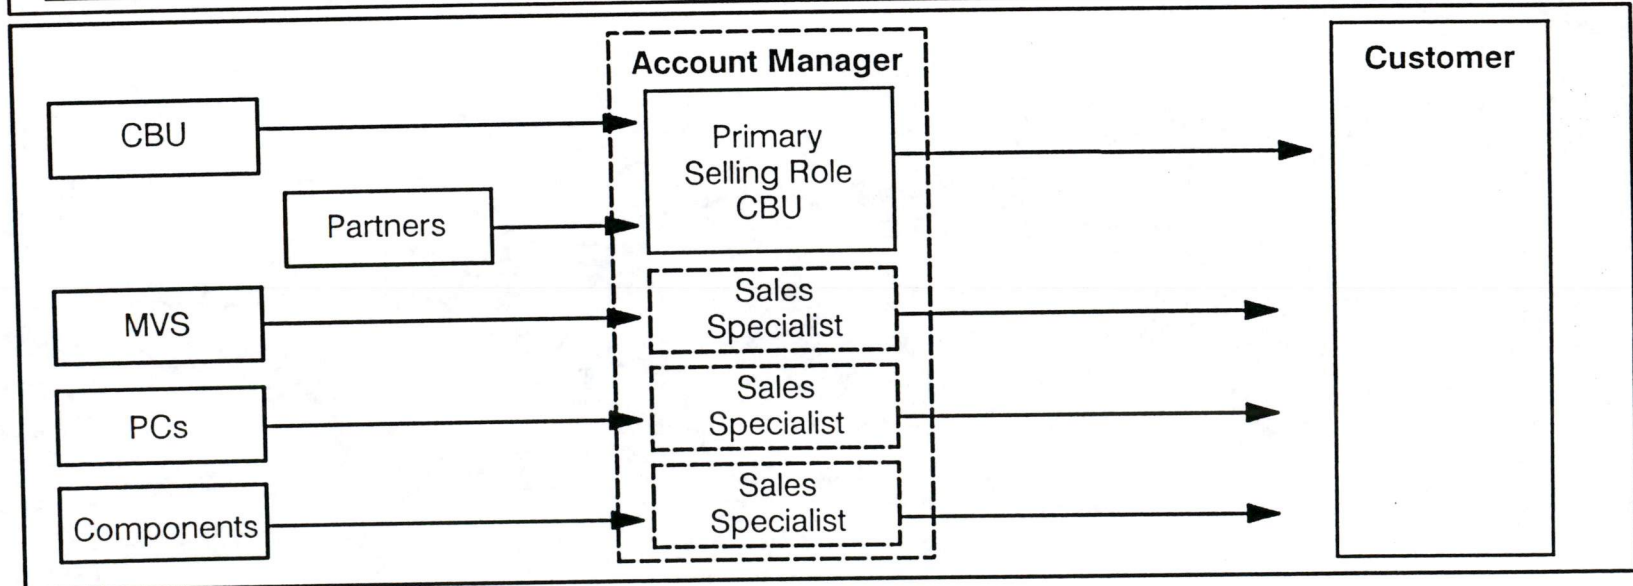 Account Manager
Customer
CBU
Primary
Selling Role
CBU
Partners
MVS
Sales
Specialist
PCs
Sales
Specialist
Components
Sales
Specialist